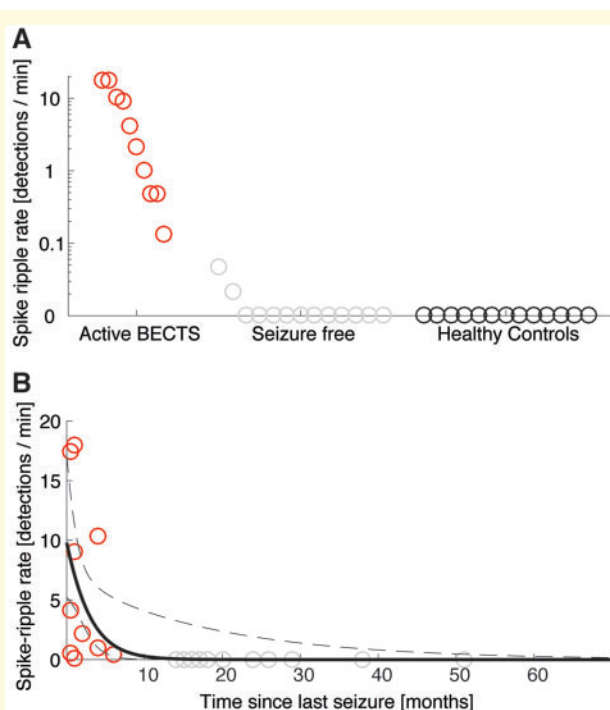 A
Spike ripple rate [detections / min]
10
1
0.1
0
Active BECTS
Seizure free
Healthy Controls
B
Spike-ripple rate [detections / min]
20
15
10
5
0
10
20
30
40
50
60
Time since last seizure [months]